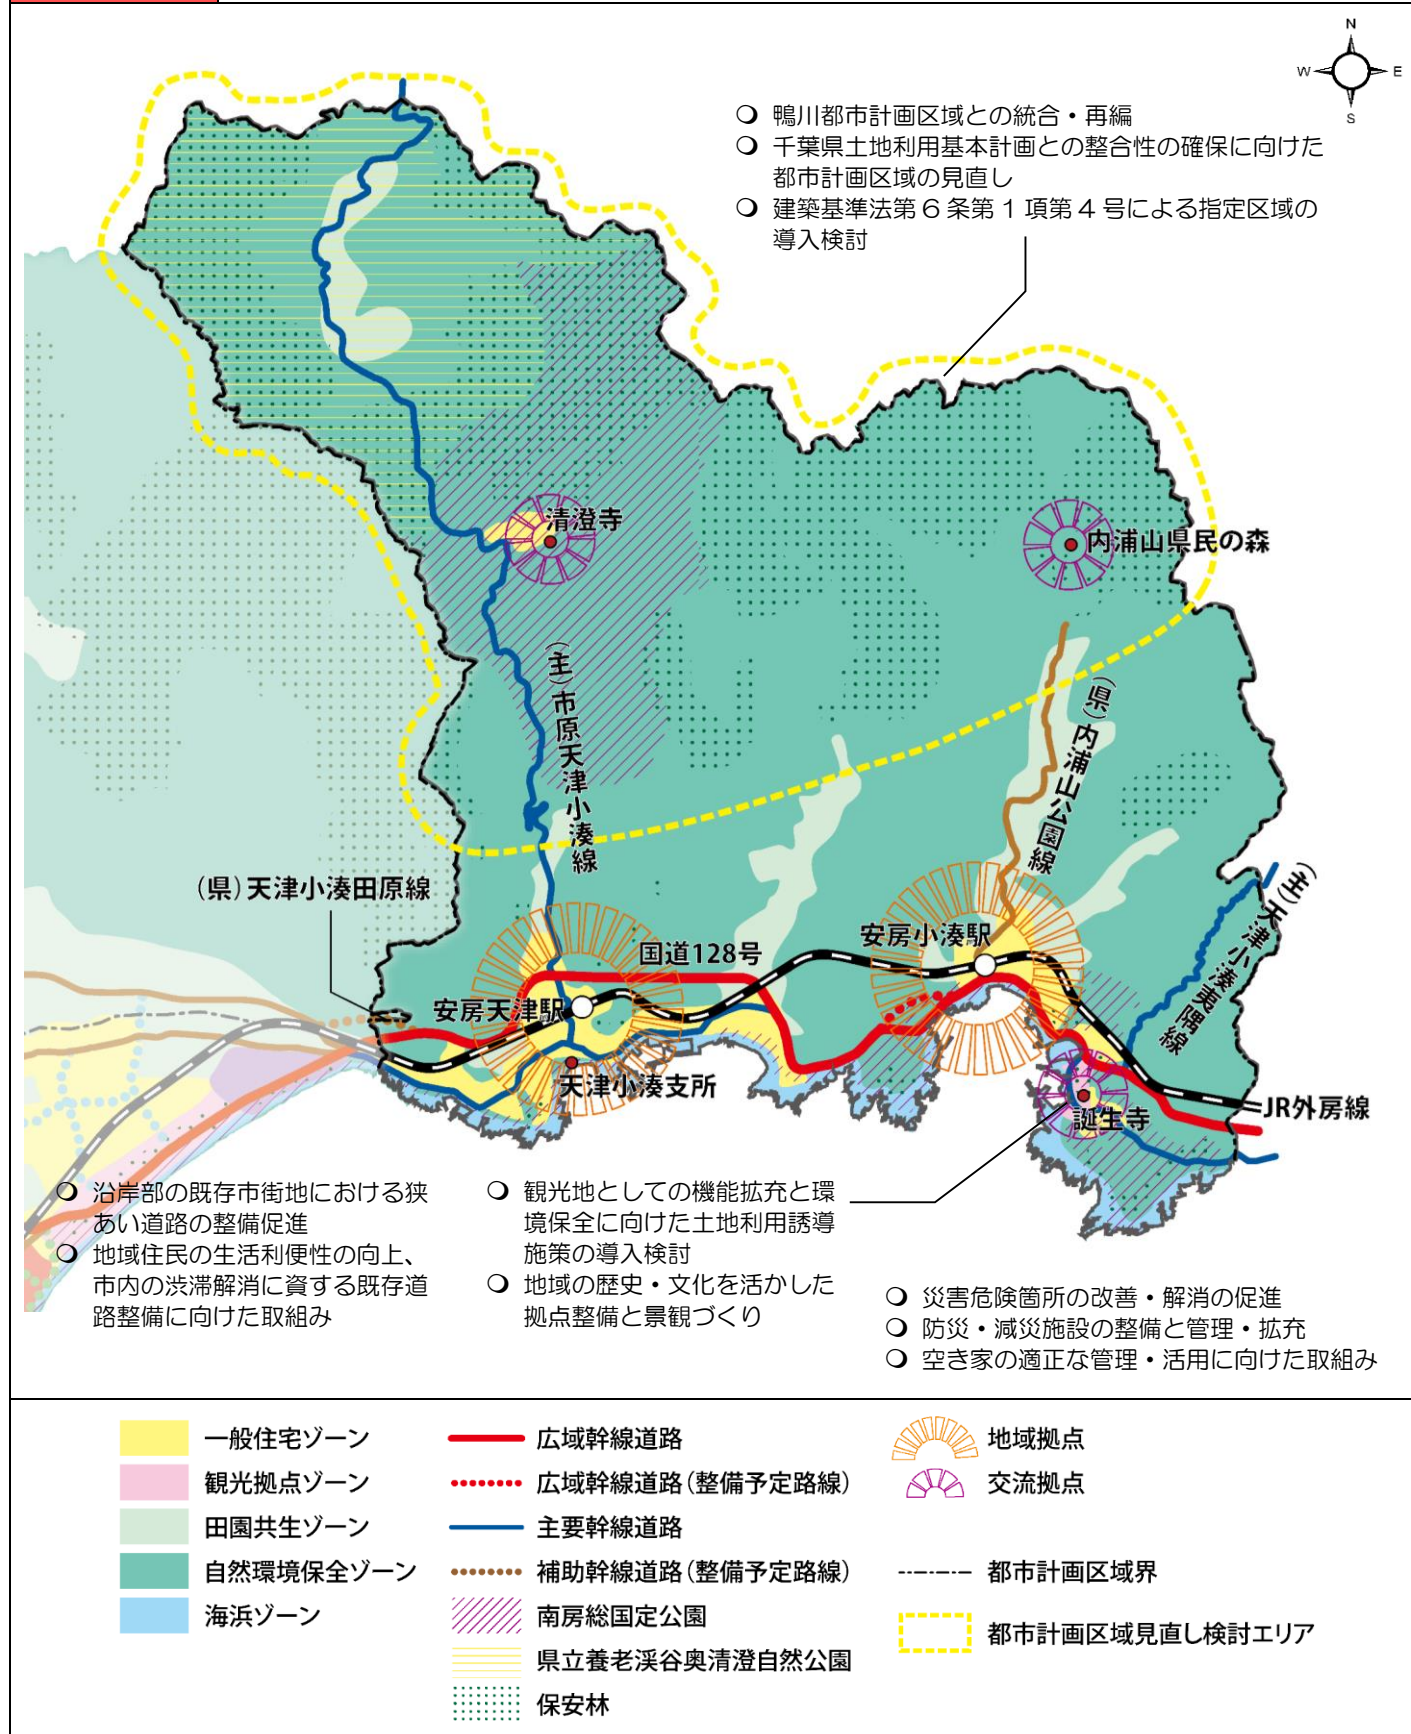 N
W E
S
○ 鴨川都市計画区域との統合・再編
○ 千葉県土地利用基本計画との整合性の確保に向けた
都市計画区域の見直し
○ 建築基準法第6条第1項第4号による指定区域の
導入検討
清澄寺
内浦山県民の森
(主)市原天津小湊線
(県)内浦山公園線
(県)天津小湊田原線
(主)天津小湊夷隅線
国道128号
安房小湊駅
安房天津駅
天津小湊支所
誕生寺
JR外房線
○ 沿岸部の既存市街地における狭
あい道路の整備促進
○ 地域住民の生活利便性の向上、
市内の渋滞解消に資する既存道
路整備に向けた取組み
○ 観光地としての機能拡充と環
境保全に向けた土地利用誘導
施策の導入検討
○ 地域の歴史・文化を活かした
拠点整備と景観づくり
○ 災害危険箇所の改善・解消の促進
○ 防災・減災施設の整備と管理・拡充
○ 空き家の適正な管理・活用に向けた取組み
一般住宅ゾーン
観光拠点ゾーン
田園共生ゾーン
自然環境保全ゾーン
海浜ゾーン
広域幹線道路
広域幹線道路(整備予定路線)
主要幹線道路
補助幹線道路(整備予定路線)
南房総国定公園
県立養老渓谷奥清澄自然公園
保安林
地域拠点
交流拠点
都市計画区域界
都市計画区域見直し検討エリア